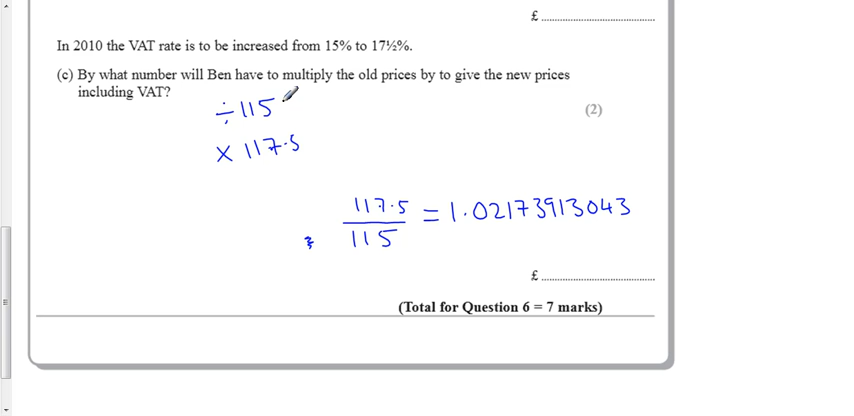 £ ........................................
In 2010 the VAT rate is to be increased from 15% to 17½%.
(c) By what number will Ben have to multiply the old prices by to give the new prices
including VAT?
(2)
÷ 115
× 117.5
117.5
115
= 1.02173913043
£ ........................................
(Total for Question 6 = 7 marks)